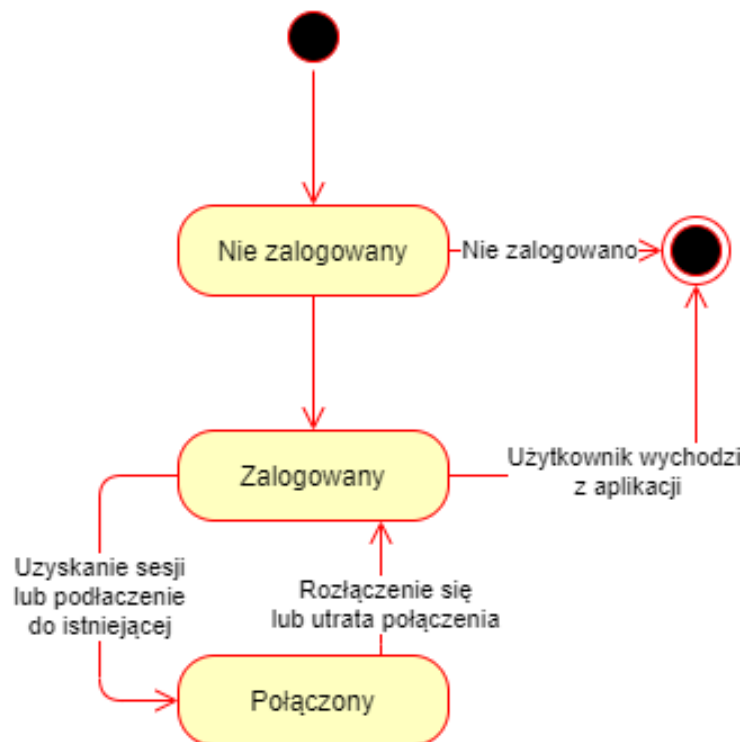 Nie zalogowany
Nie zalogowano
Zalogowany
Użytkownik wychodzi
z aplikacji
Uzyskanie sesji
lub podłaczenie
do istniejącej
Rozłączenie się
lub utrata połączenia
Połączony